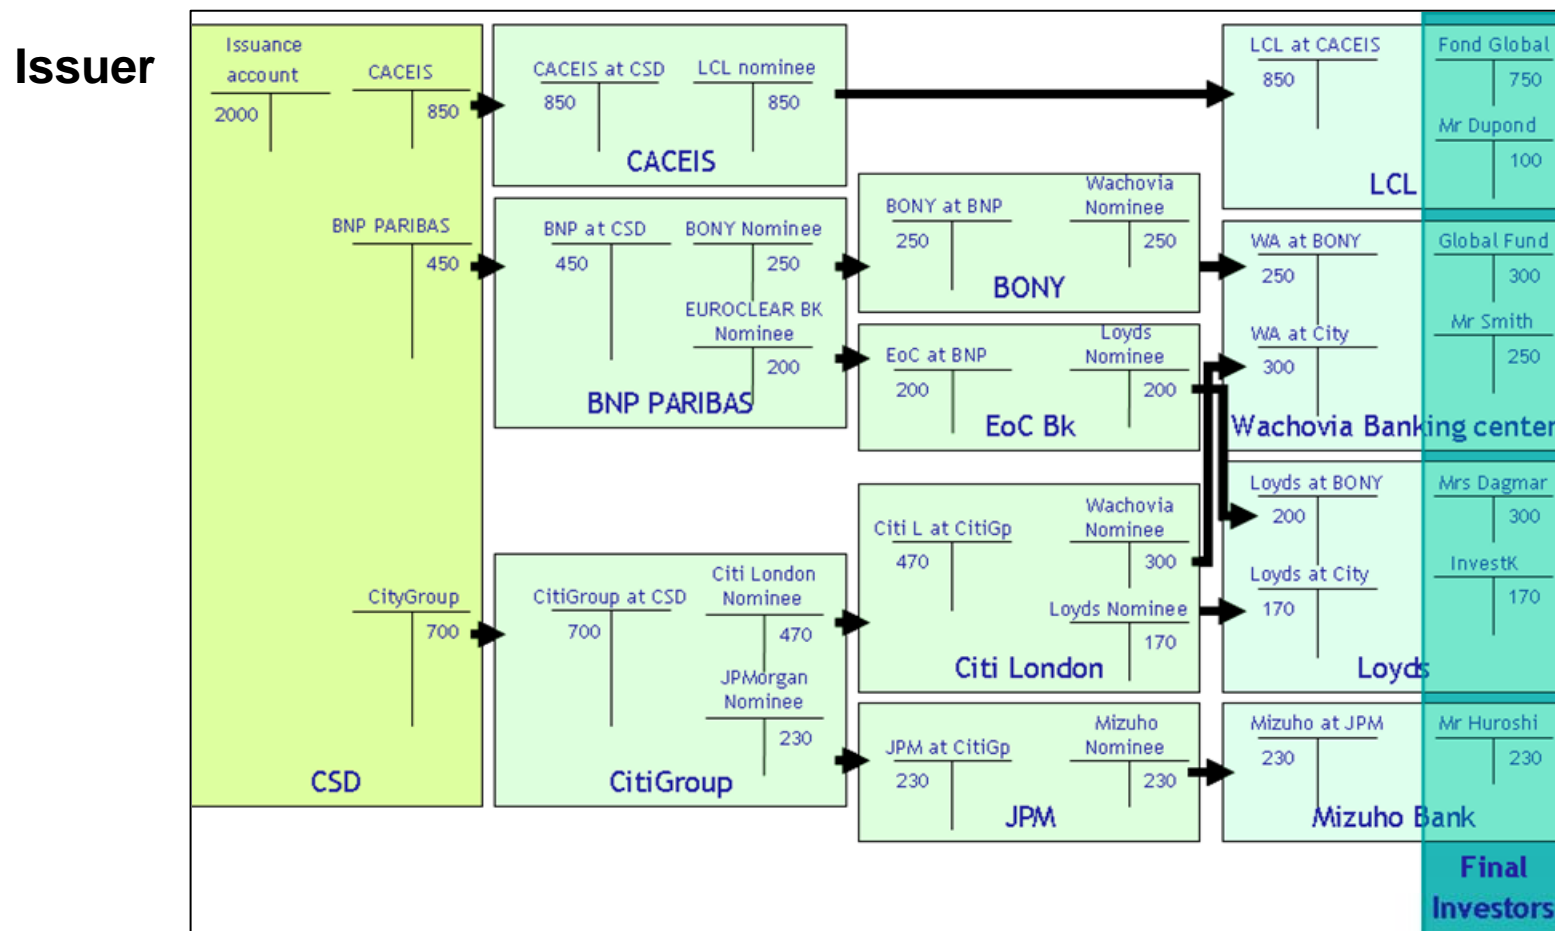 Issuer
Issuance
account
2000
CACEIS
850
BNP PARIBAS
450
CityGroup
700
CSD
CACEIS at CSD
850
LCL nominee
850
CACEIS
BNP at CSD
450
BONY Nominee
250
EUROCLEAR BK
Nominee
200
BNP PARIBAS
CitiGroup at CSD
700
Citi London
Nominee
470
JPMorgan
Nominee
230
CitiGroup
BONY at BNP
250
Wachovia
Nominee
250
BONY
EoC at BNP
200
Loyds
Nominee
200
EoC Bk
Citi L at CitiGp
470
Wachovia
Nominee
300
Loyds Nominee
170
Citi London
JPM at CitiGp
230
Mizuho
Nominee
230
JPM
LCL at CACEIS
850
Fond Global
750
Mr Dupond
100
LCL
WA at BONY
250
WA at City
300
Global Fund
300
Mr Smith
250
Wachovia Banking center
Loyds at BONY
200
Loyds at City
170
Mrs Dagmar
300
InvestK
170
Loyds
Mizuho at JPM
230
Mr Huroshi
230
Mizuho Bank
Final
Investors